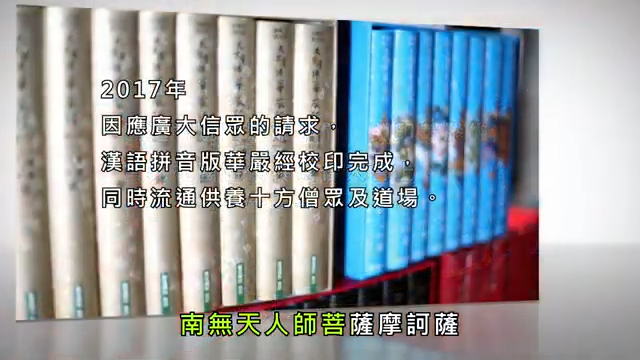 2017年
因應廣大信眾的請求，
漢語拼音版華嚴經校印完成，
同時流通供養十方僧眾及道場。
南無天人師菩薩摩訶薩